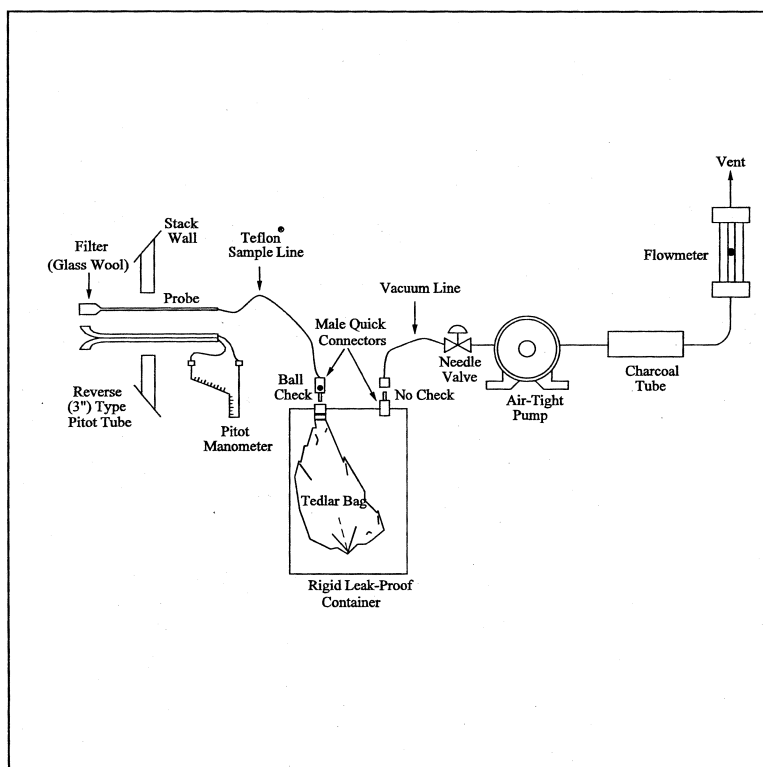 Vent
Stack
Wall
Teflon®
Sample Line
Filter
(Glass Wool)
Flowmeter
Probe
Vacuum Line
Male Quick
Connectors
Needle
Valve
Ball
Check
No Check
Charcoal
Tube
Reverse
(3") Type
Pitot Tube
Air-Tight
Pump
Pitot
Manometer
Tedlar Bag
Rigid Leak-Proof
Container